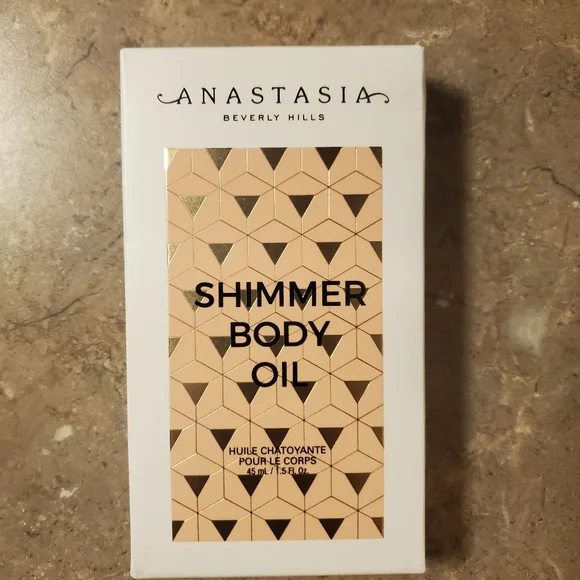 ANASTASIA
BEVERLY HILLS
SHIMMER
BODY
OIL
HUILE CHATOYANTE
POUR LE CORPS
45 mL / 1.5 Fl. Oz.